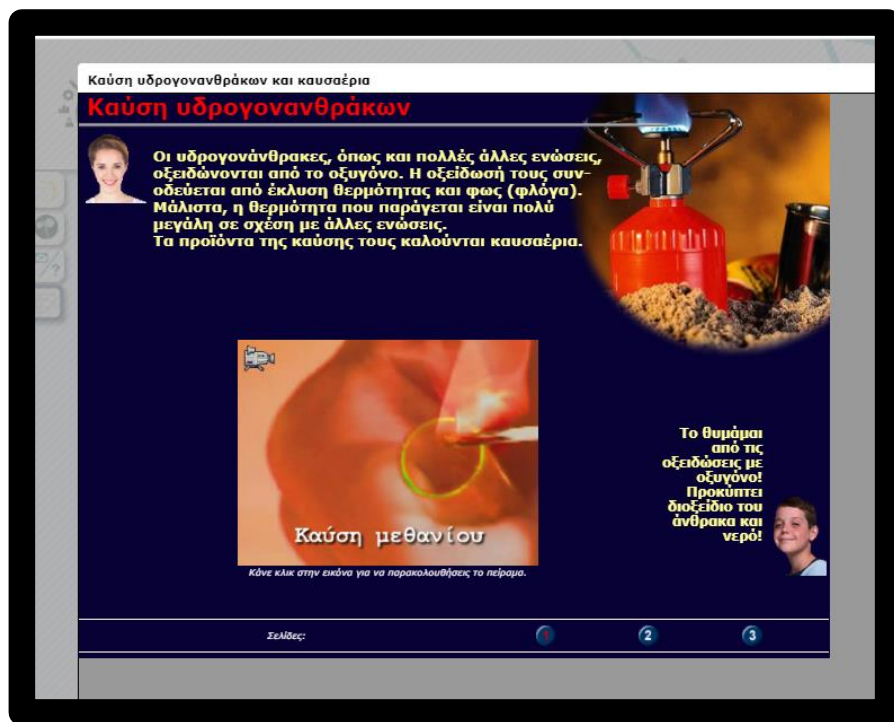 Καύση υδρογονανθράκων και καυσαέρια
Καύση υδρογονανθράκων
Οι υδρογονάνθρακες, όπως και πολλές άλλες ενώσεις,
οξειδώνονται από το οξυγόνο. Η οξείδωσή τους συν-
οδεύεται από έκλυση θερμότητας και φως (φλόγα).
Μάλιστα, η θερμότητα που παράγεται είναι πολύ
μεγάλη σε σχέση με άλλες ενώσεις.
Τα προϊόντα της καύσης τους καλούνται καυσαέρια.
Καύση μεθανίου
Κάνε κλικ στην εικόνα για να παρακολουθήσεις το πείραμα.
Το θυμάμαι
από τις
οξειδώσεις με
οξυγόνο!
Προκύπτει
διοξείδιο του
άνθρακα και
νερό!
Σελίδες:
1 2 3